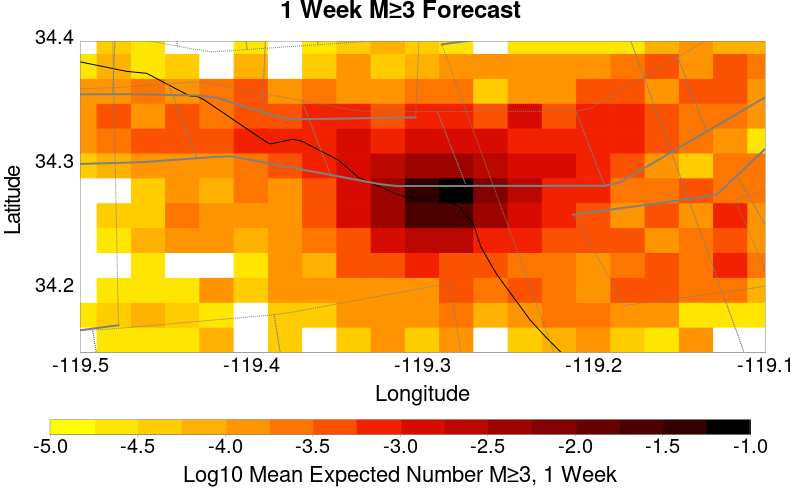 1 Week M≥3 Forecast
34.4
34.3
34.2
Latitude
-119.5 -119.4 -119.3 -119.2 -119.1
Longitude
-5.0 -4.5 -4.0 -3.5 -3.0 -2.5 -2.0 -1.5 -1.0
Log10 Mean Expected Number M≥3, 1 Week